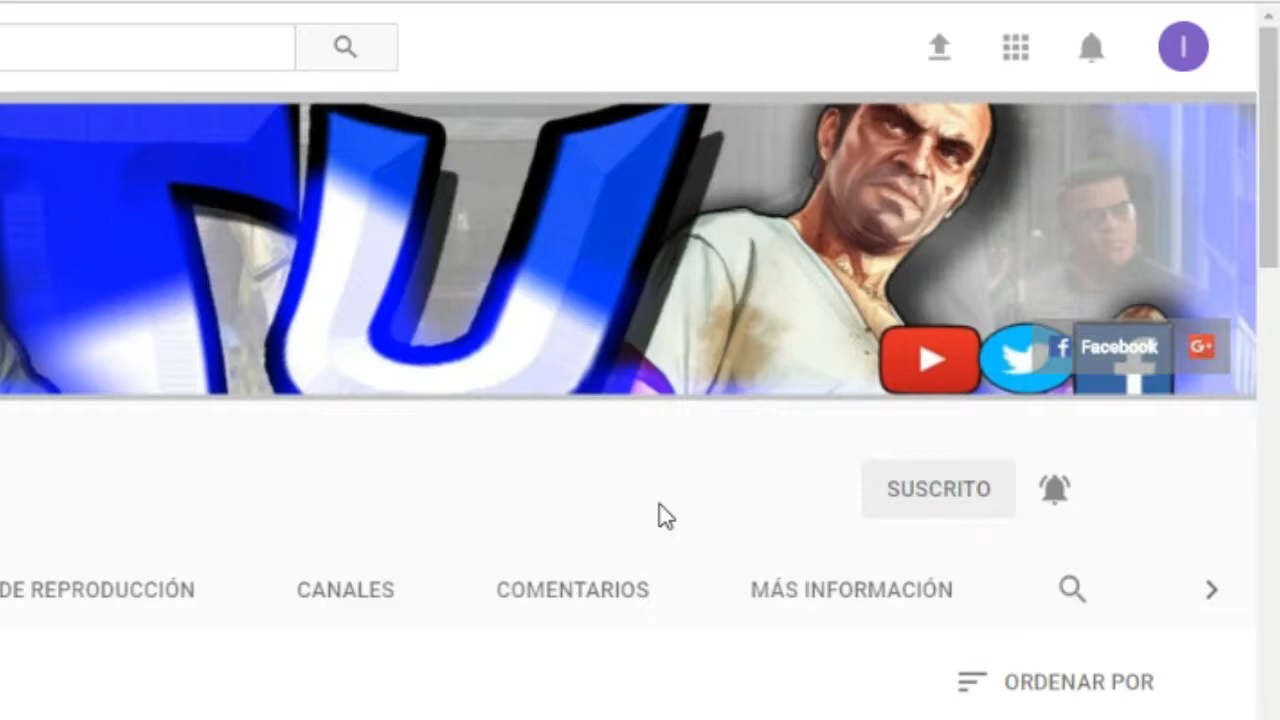 I
U
Facebook
G+
SUSCRITO
DE REPRODUCCIÓN
CANALES
COMENTARIOS
MÁS INFORMACIÓN
ORDENAR POR